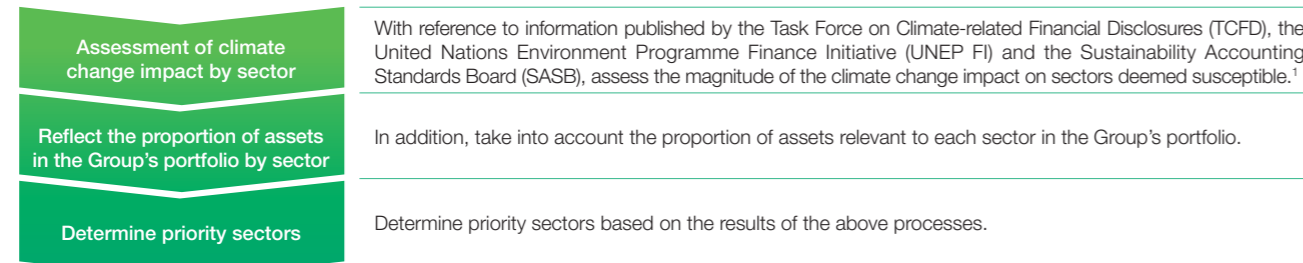 Assessment of climate
change impact by sector
With reference to information published by the Task Force on Climate-related Financial Disclosures (TCFD), the
United Nations Environment Programme Finance Initiative (UNEP FI) and the Sustainability Accounting
Standards Board (SASB), assess the magnitude of the climate change impact on sectors deemed susceptible.1
Reflect the proportion of assets
in the Group's portfolio by sector
In addition, take into account the proportion of assets relevant to each sector in the Group's portfolio.
Determine priority sectors
Determine priority sectors based on the results of the above processes.